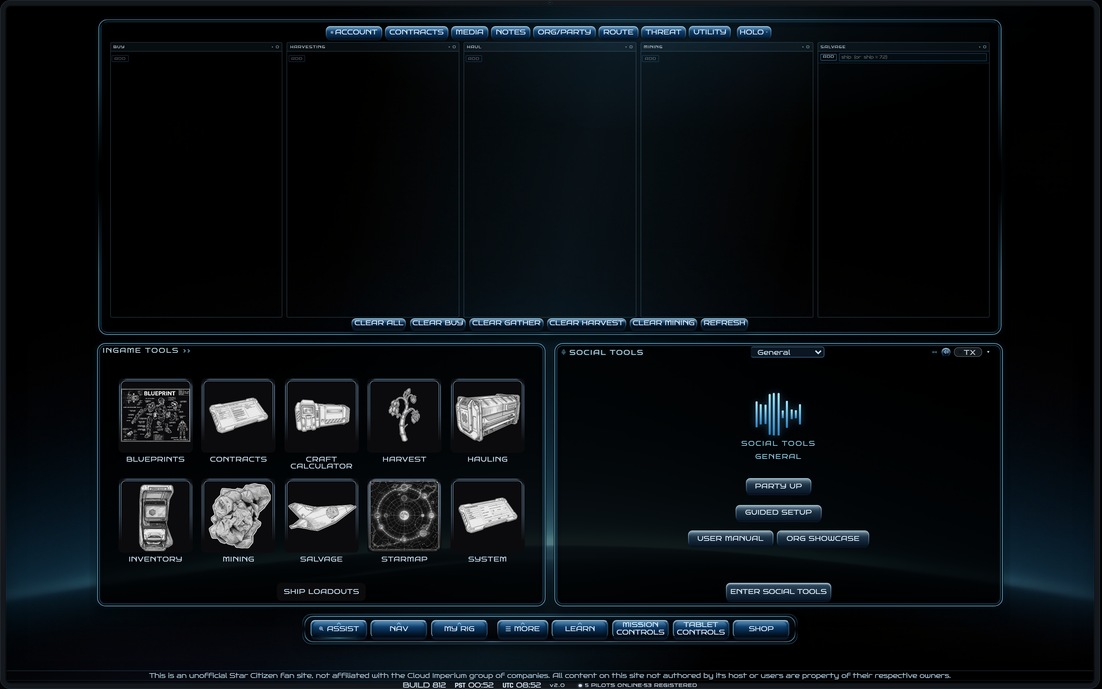 ACCOUNT CONTRACTS MEDIA NOTES ORG/PARTY ROUTE THREAT UTILITY HOLO
BUY HARVESTING HAUL MINING SALVAGE
ADD ADD ADD ADD ADD
CLEAR ALL CLEAR BUY CLEAR GATHER CLEAR HARVEST CLEAR MINING REFRESH
INGAME TOOLS >>
BLUEPRINT
BLUEPRINTS CONTRACTS CRAFT CALCULATOR HARVEST HAULING
INVENTORY MINING SALVAGE STARMAP SYSTEM
SHIP LOADOUTS
SOCIAL TOOLS General TX
SOCIAL TOOLS
GENERAL
PARTY UP
GUIDED SETUP
USER MANUAL ORG SHOWCASE
ENTER SOCIAL TOOLS
ASSIST NAV MY RIG ☰ MORE LEARN MISSION CONTROLS TABLET CONTROLS SHOP
This is an unofficial Star Citizen fan site, not affiliated with the Cloud Imperium group of companies. All content on this site not authored by its host or users are property of their respective owners.
BUILD 812 PST 00:52 UTC 08:52 v2.0 5 PILOTS ONLINE-53 REGISTERED